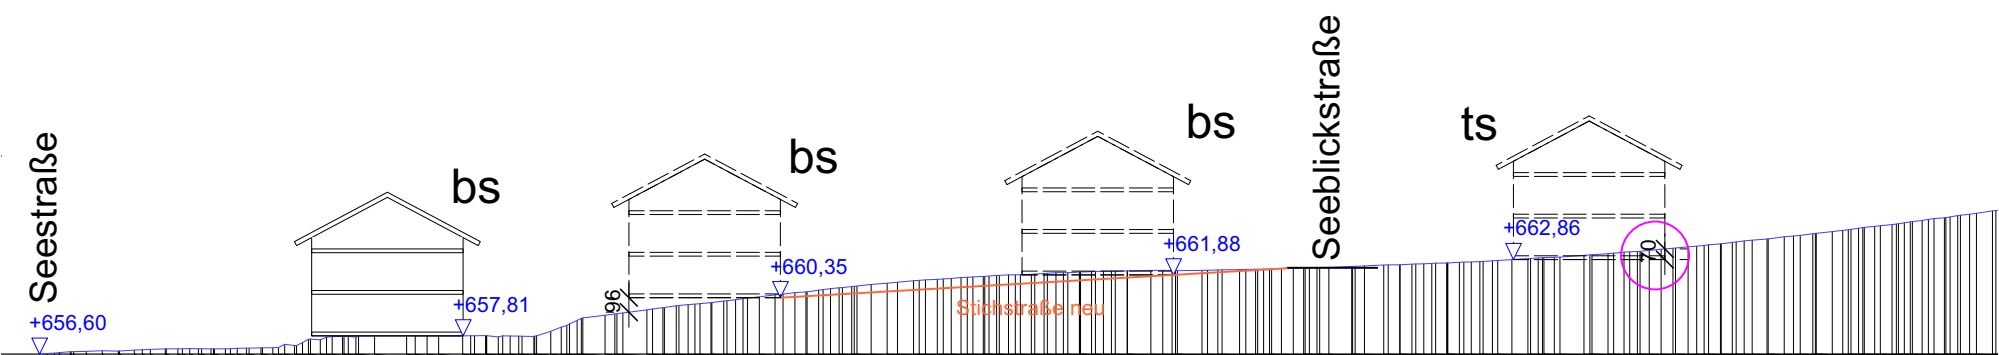 Seestraße
+656,60
bs
+657,81
96
bs
+660,35
Stichstraße neu
bs
+661,88
Seeblickstraße
ts
+662,86
70